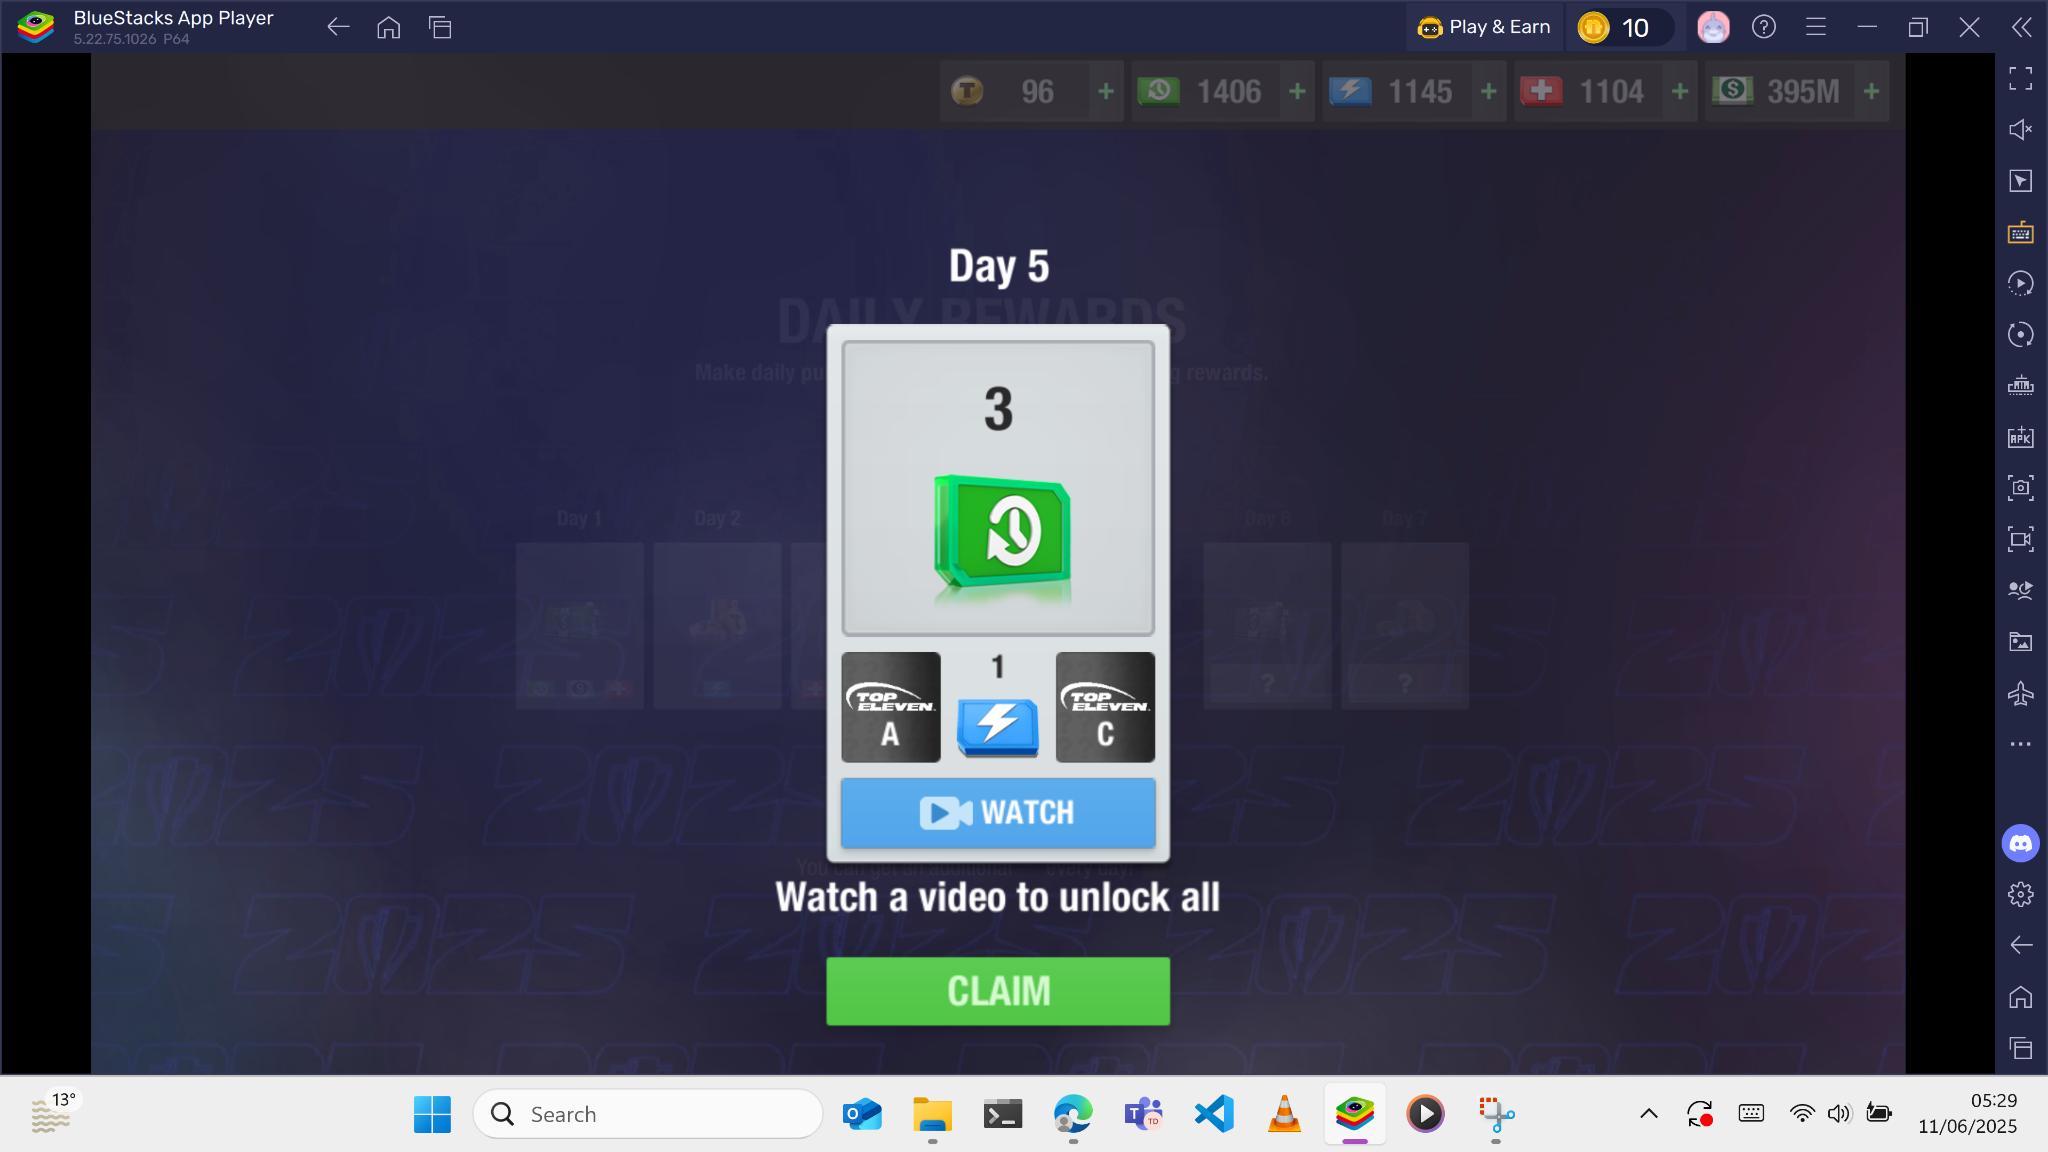 BlueStacks App Player
5.22.75.1026 P64
Play & Earn
10
96
1406
1145
1104
395M
Day 5
DAILY REWARDS
Make daily pu
g rewards.
3
Day 1
Day 2
Day 6
Day 7
?
?
TOP ELEVEN
A
1
TOP ELEVEN
C
WATCH
You can get an additional
every day!
Watch a video to unlock all
CLAIM
2025
13°
Search
05:29
11/06/2025